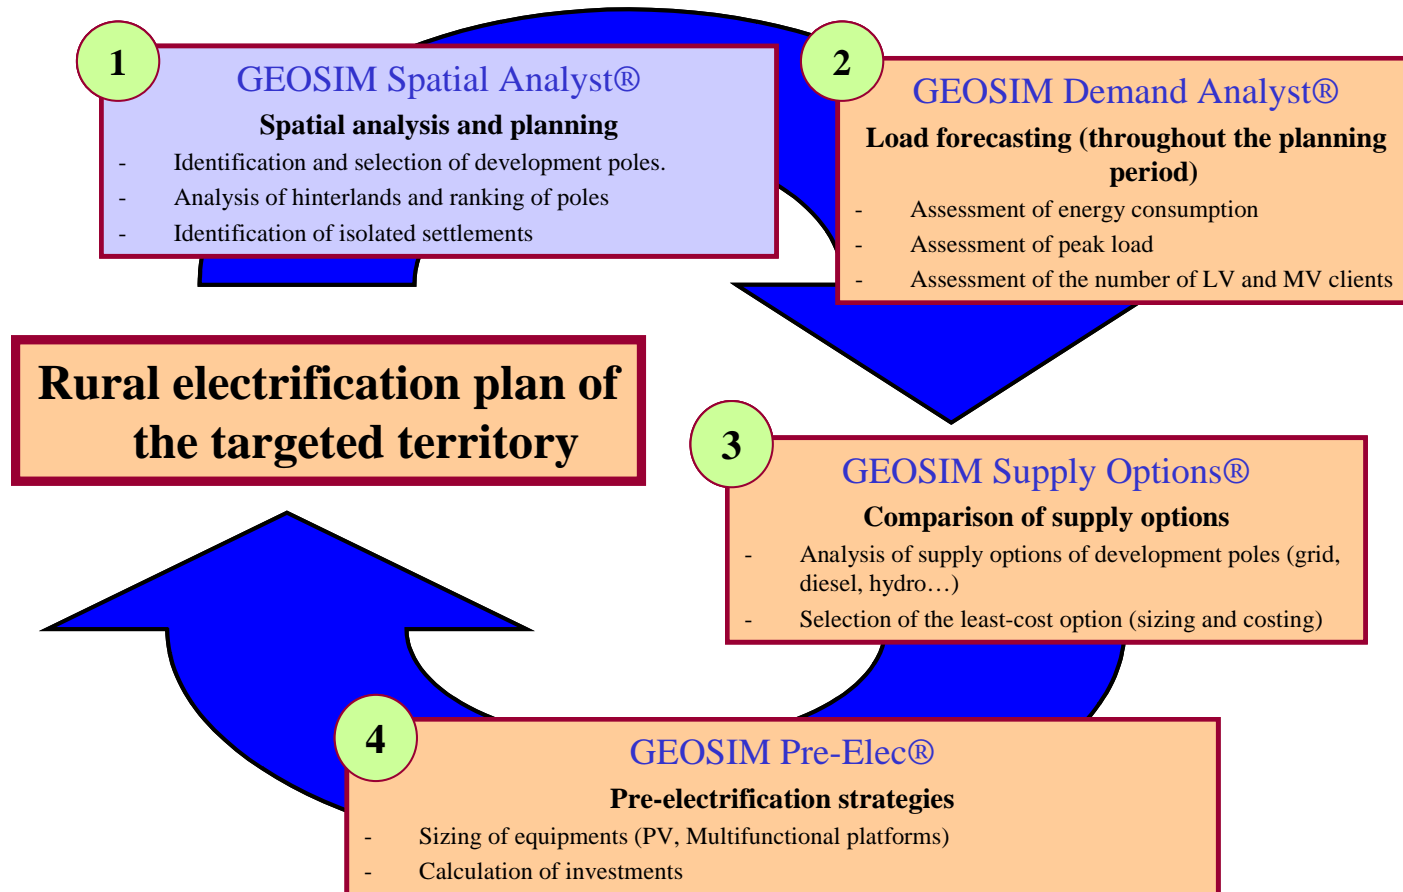 1
GEOSIM Spatial Analyst®
Spatial analysis and planning
- Identification and selection of development poles.
- Analysis of hinterlands and ranking of poles
- Identification of isolated settlements
2
GEOSIM Demand Analyst®
Load forecasting (throughout the planning
period)
- Assessment of energy consumption
- Assessment of peak load
- Assessment of the number of LV and MV clients
Rural electrification plan of
the targeted territory
3
GEOSIM Supply Options®
Comparison of supply options
- Analysis of supply options of development poles (grid,
diesel, hydro…)
- Selection of the least-cost option (sizing and costing)
4
GEOSIM Pre-Elec®
Pre-electrification strategies
- Sizing of equipments (PV, Multifunctional platforms)
- Calculation of investments